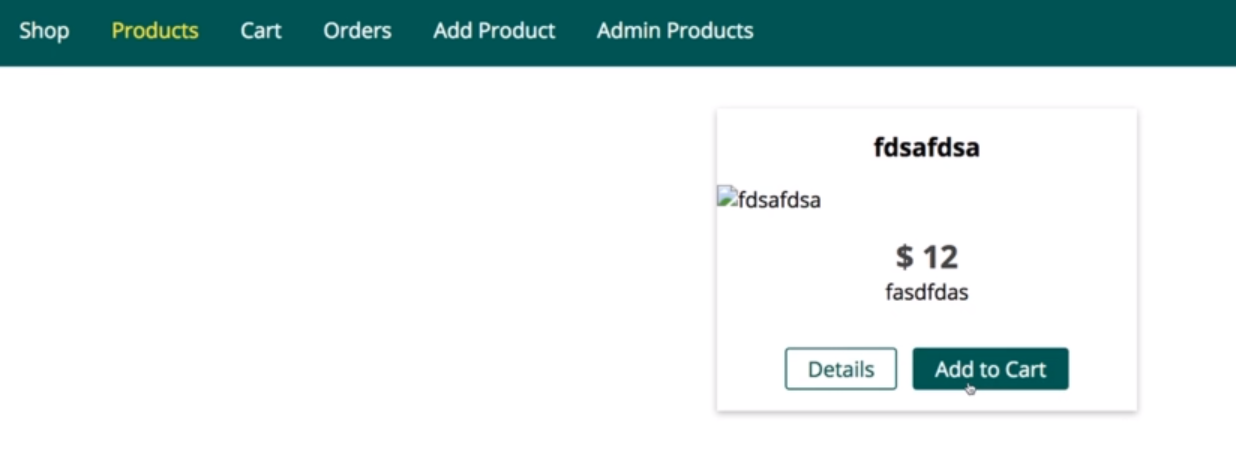 Shop Products Cart Orders Add Product Admin Products
fdsafdsa
fdsafdsa
$ 12
fasdfdas
Details Add to Cart